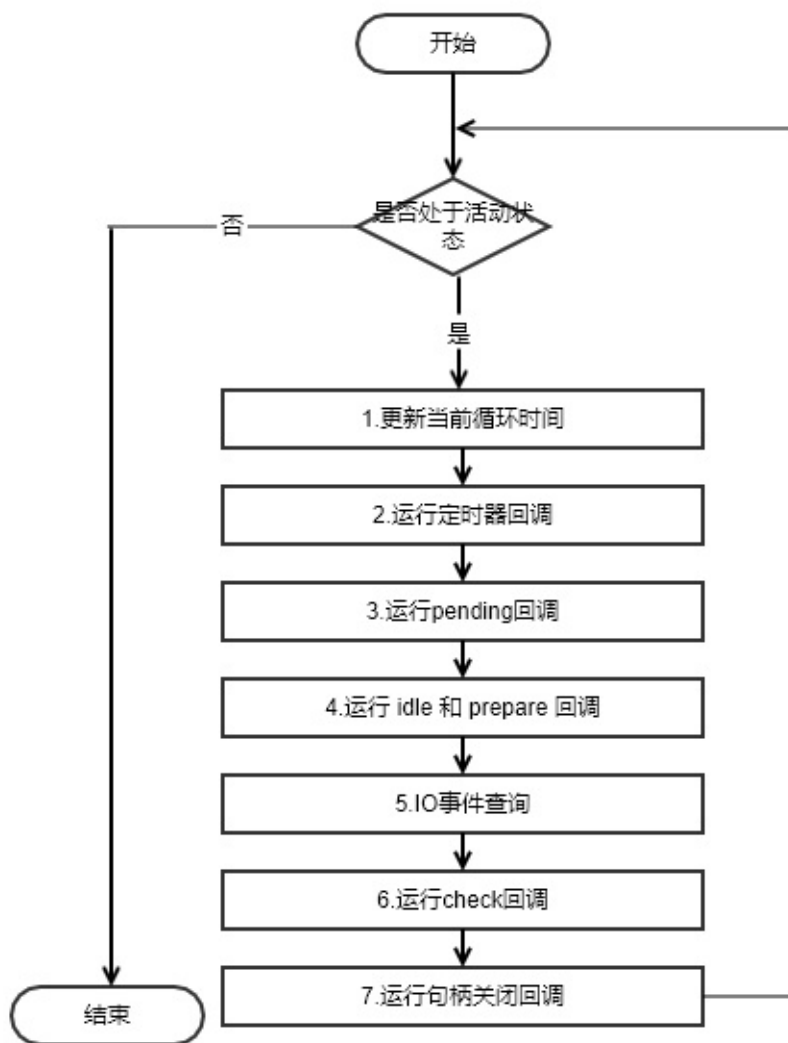 开始
是否处于活动状
态
否
是
1.更新当前循环时间
2.运行定时器回调
3.运行pending回调
4.运行 idle 和 prepare 回调
5.IO事件查询
6.运行check回调
7.运行句柄关闭回调
结束